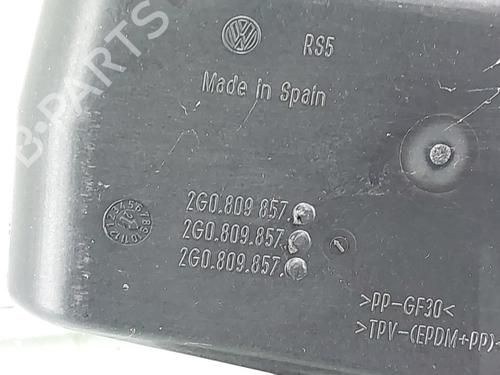 B-PARTS
RS5
Made in Spain
2G0.809 857.
2G0.809.857.
2G0.809.857.
>PP-GF30<
>TPV-(EPDM+PP)<